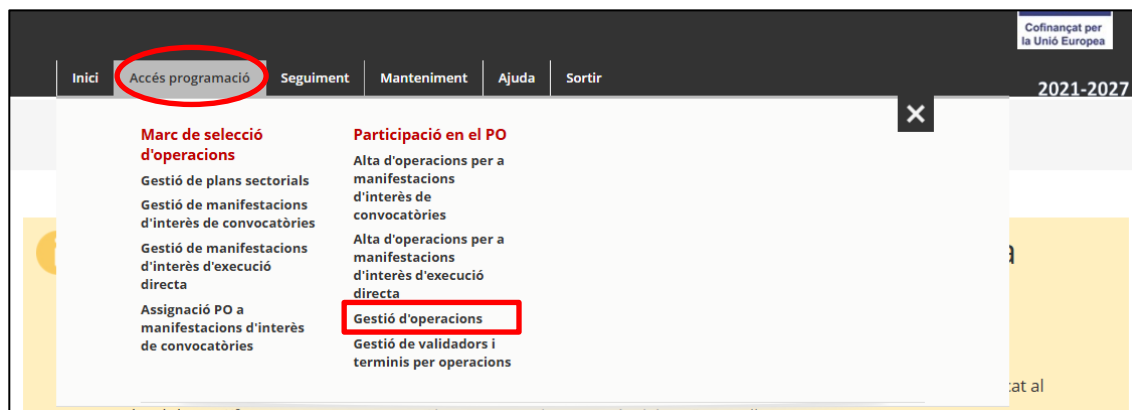 Cofinançat per
la Unió Europea
Inici
Accés programació
Seguiment
Manteniment
Ajuda
Sortir
2021-2027
Marc de selecció
d'operacions
Gestió de plans sectorials
Gestió de manifestacions
d'interès de convocatòries
Gestió de manifestacions
d'interès d'execució
directa
Assignació PO a
manifestacions d'interès
de convocatòries
Participació en el PO
Alta d'operacions per a
manifestacions
d'interès de
convocatòries
Alta d'operacions per a
manifestacions
d'interès d'execució
directa
Gestió d'operacions
Gestió de validadors i
terminis per operacions
al